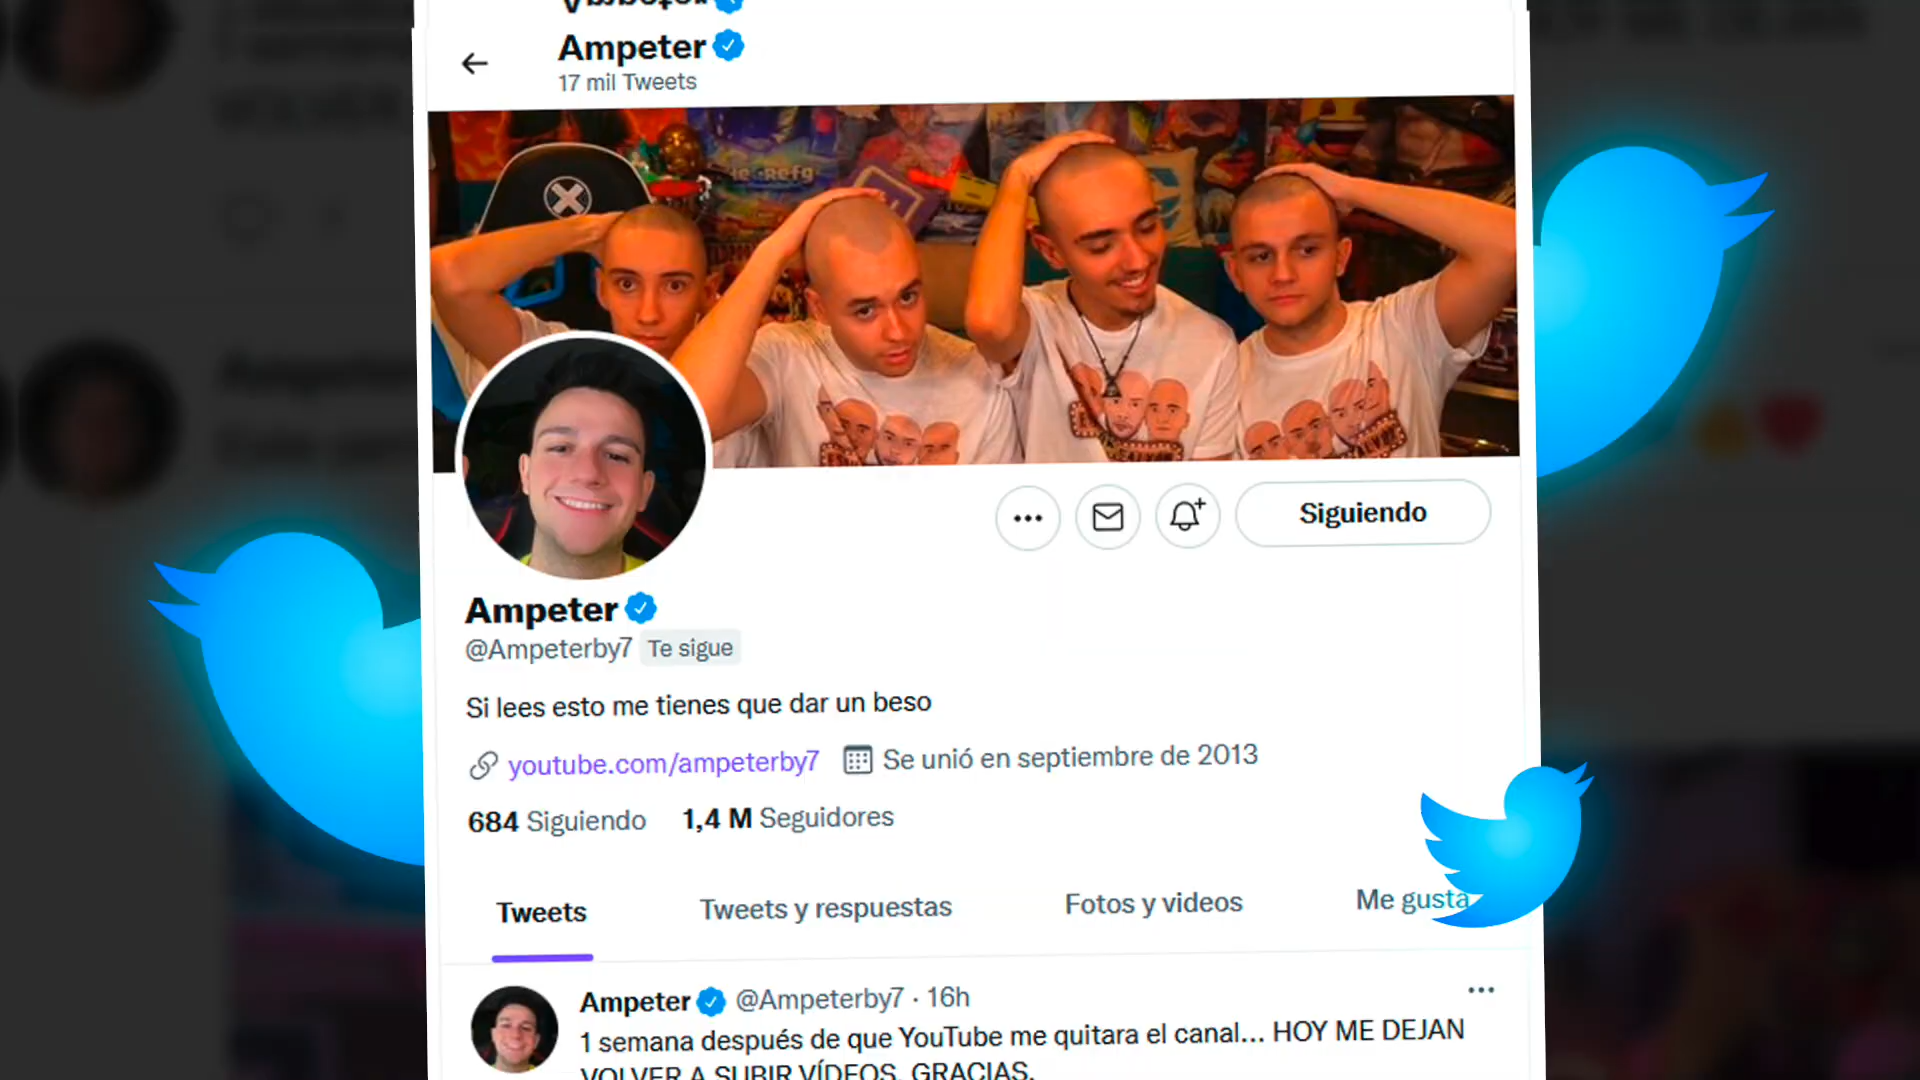 Ampeter
17 mil Tweets
Siguiendo
Ampeter
@Ampeterby7 Te sigue
Si lees esto me tienes que dar un beso
youtube.com/ampeterby7 Se unió en septiembre de 2013
684 Siguiendo 1,4 M Seguidores
Tweets Tweets y respuestas Fotos y videos Me gusta
Ampeter @Ampeterby7 · 16h
1 semana después de que YouTube me quitara el canal... HOY ME DEJAN
VOLVER A SUBIR VÍDEOS. GRACIAS.